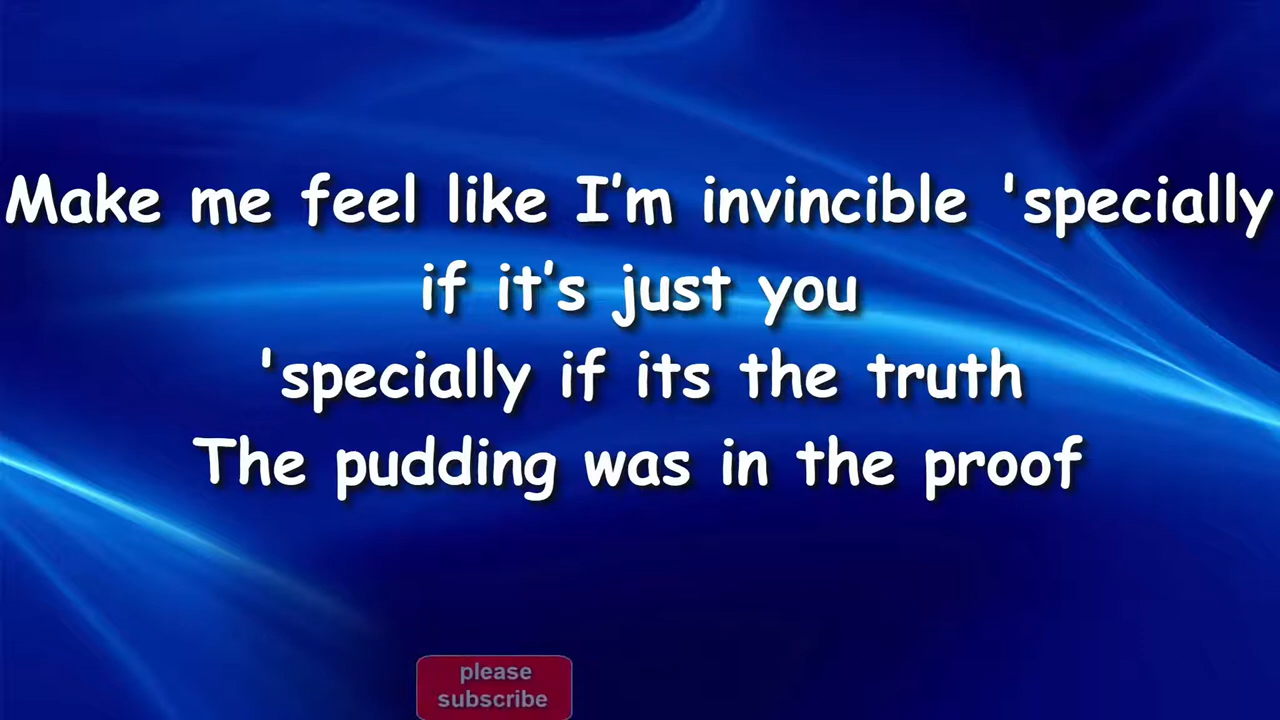 Make me feel like I'm invincible 'specially
if it's just you
'specially if its the truth
The pudding was in the proof
please
subscribe